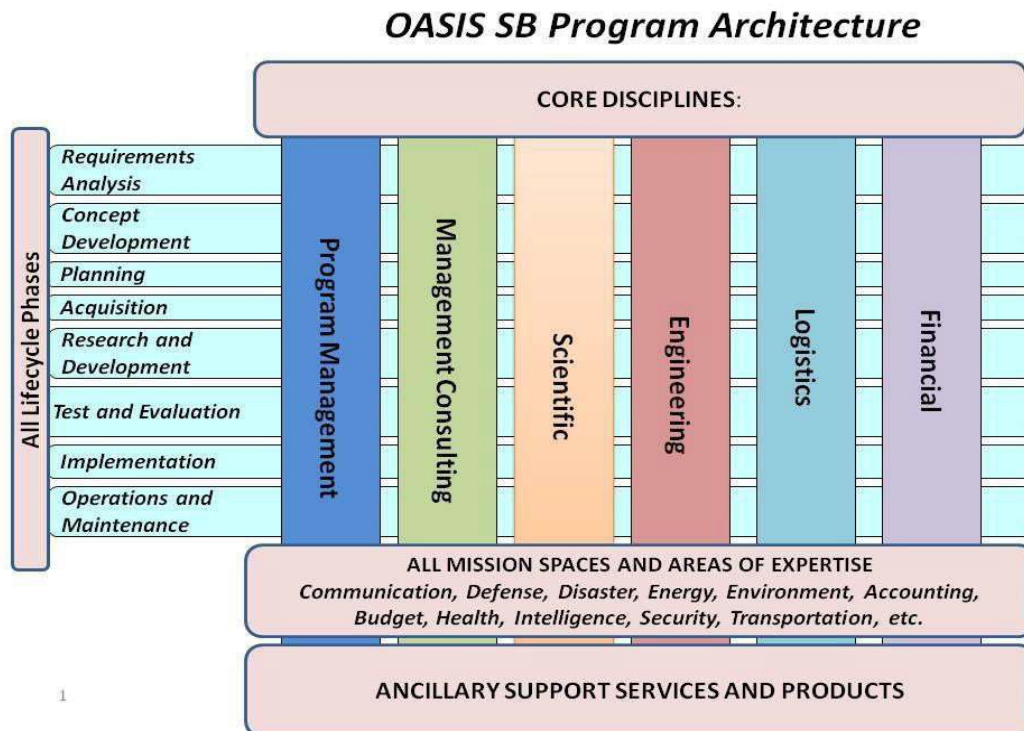 OASIS SB Program Architecture
CORE DISCIPLINES:
All Lifecycle Phases
Requirements
Analysis
Concept
Development
Planning
Acquisition
Research and
Development
Test and Evaluation
Implementation
Operations and
Maintenance
Program Management
Management Consulting
Scientific
Engineering
Logistics
Financial
ALL MISSION SPACES AND AREAS OF EXPERTISE
Communication, Defense, Disaster, Energy, Environment, Accounting,
Budget, Health, Intelligence, Security, Transportation, etc.
ANCILLARY SUPPORT SERVICES AND PRODUCTS
1